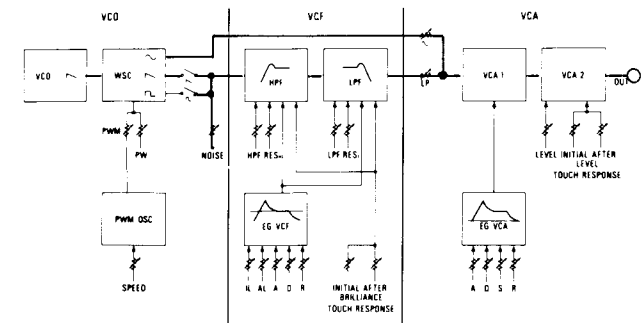 VCO VCF VCA
VCO WSC HPF LPF VCA 1 VCA 2
LP OUT
PWM PW NOISE HPF RESH LPF RESL LEVEL INITIAL AFTER
LEVEL
TOUCH RESPONSE
PWM OSC EG VCF EG VCA
SPEED IL AL A D R INITIAL AFTER A D S R
BRILLIANCE
TOUCH RESPONSE